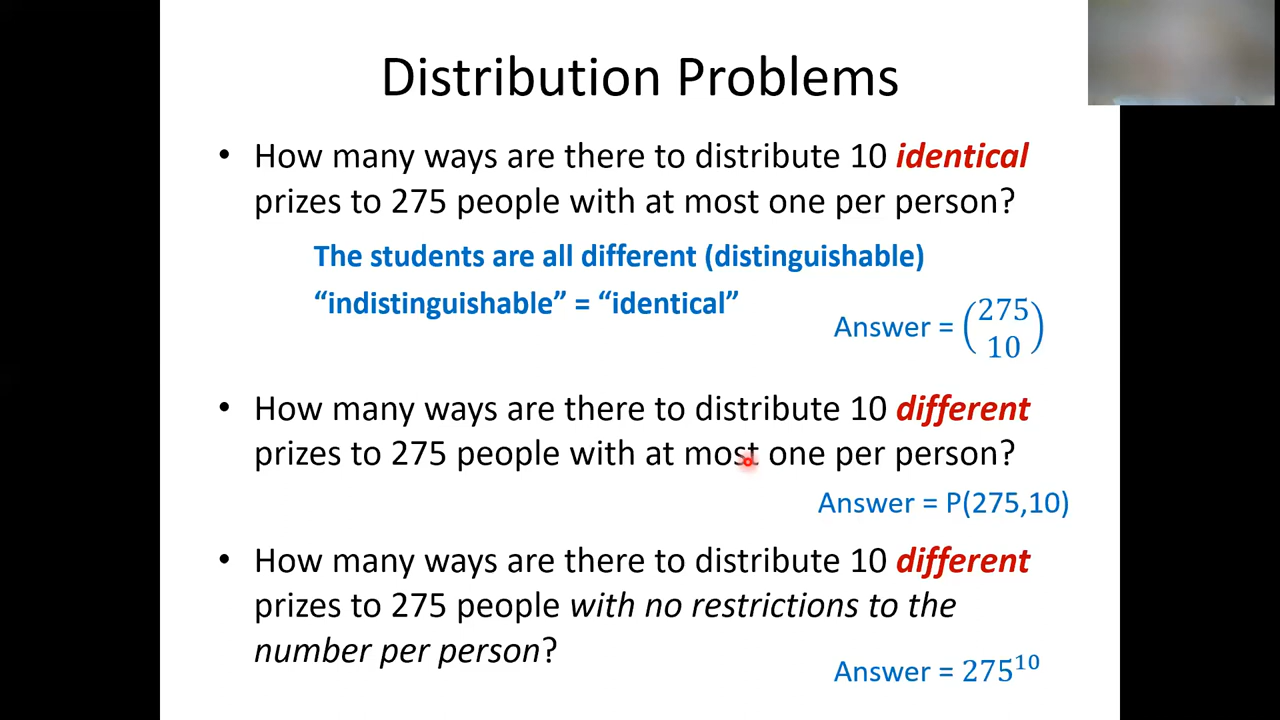 Distribution Problems
• How many ways are there to distribute 10 identical
prizes to 275 people with at most one per person?
The students are all different (distinguishable)
“indistinguishable” = “identical”
Answer = (275
10)
• How many ways are there to distribute 10 different
prizes to 275 people with at most one per person?
Answer = P(275,10)
• How many ways are there to distribute 10 different
prizes to 275 people with no restrictions to the
number per person?
Answer = 275¹⁰